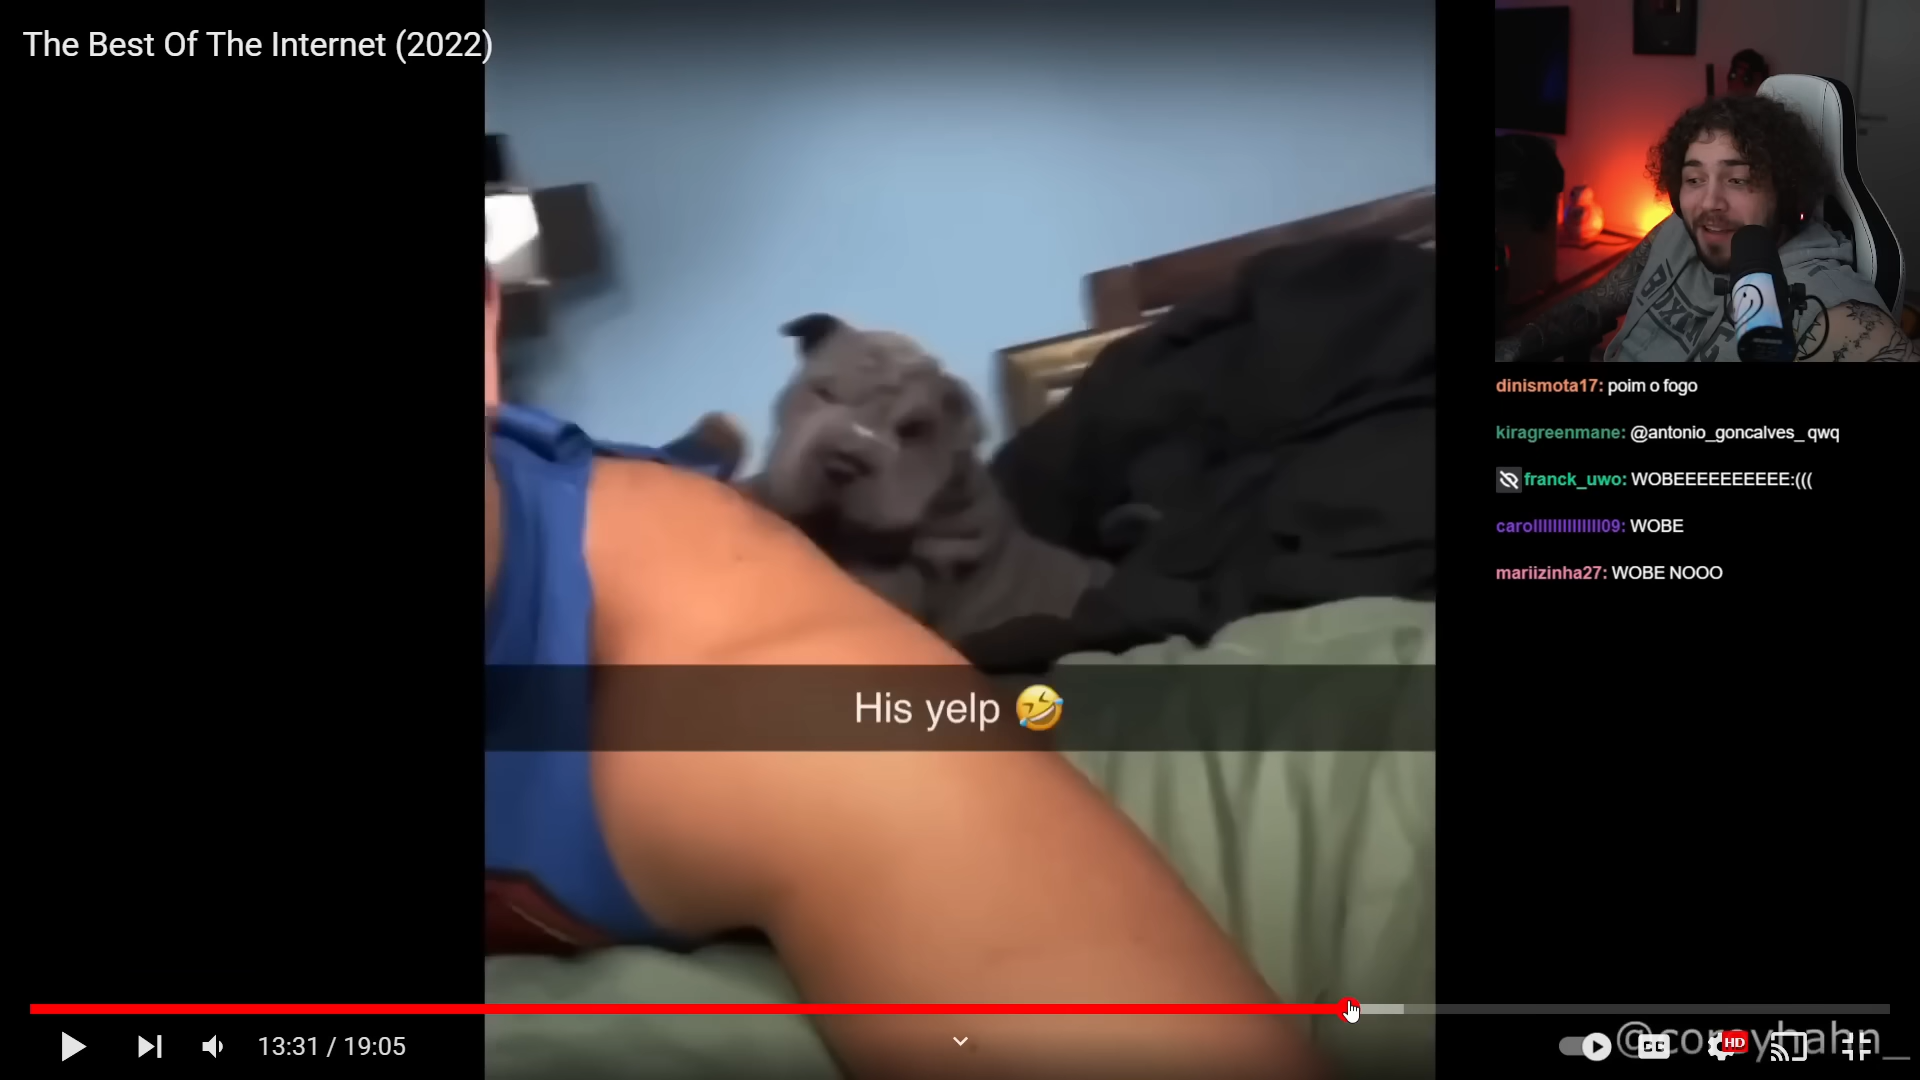 The Best Of The Internet (2022)
dinismota17: poim o fogo
kiragreenmane: @antonio_goncalves_ qwq
franck_uwo: WOBEEEEEEEEEE:(((
carollllllllllllll09: WOBE
mariizinha27: WOBE NOOO
His yelp 🤣
13:31 / 19:05
HD